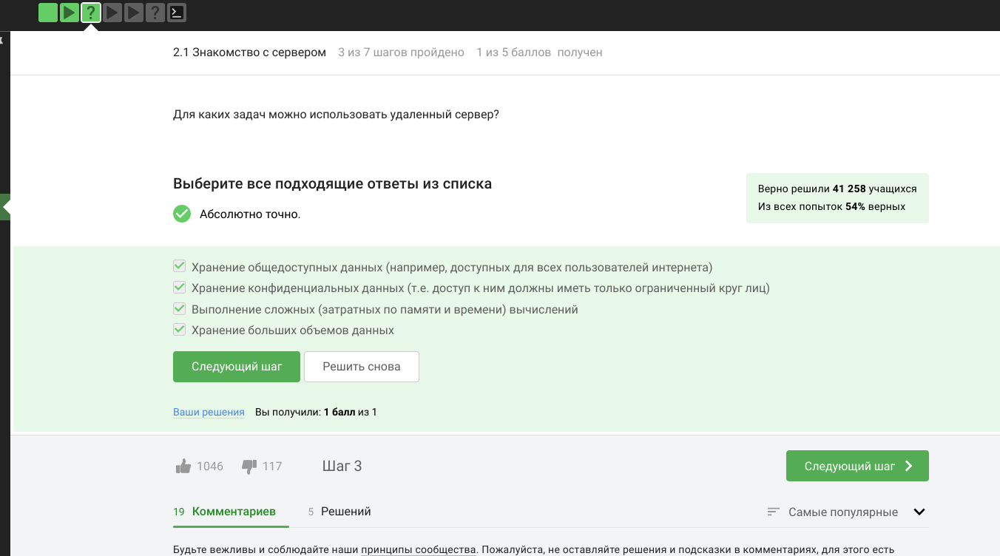 2.1 Знакомство с сервером 3 из 7 шагов пройдено 1 из 5 баллов получен
Для каких задач можно использовать удаленный сервер?
Выберите все подходящие ответы из списка
Верно решили 41 258 учащихся
Из всех попыток 54% верных
Абсолютно точно.
Хранение общедоступных данных (например, доступных для всех пользователей интернета)
Хранение конфиденциальных данных (т.е. доступ к ним должны иметь только ограниченный круг лиц)
Выполнение сложных (затратных по памяти и времени) вычислений
Хранение больших объемов данных
Следующий шаг Решить снова
Ваши решения Вы получили: 1 балл из 1
1046 117 Шаг 3 Следующий шаг
19 Комментариев 5 Решений Самые популярные
Будьте вежливы и соблюдайте наши принципы сообщества. Пожалуйста, не оставляйте решения и подсказки в комментариях, для этого есть